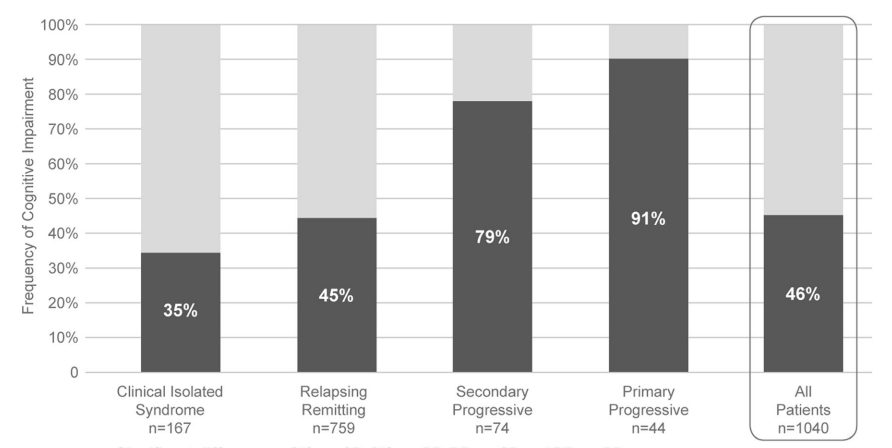 100%
90%
80%
70%
60%
50%
40%
30%
20%
10%
0
Frequency of Cognitive Impairment
35%
45%
79%
91%
46%
Clinical Isolated
Syndrome
n=167
Relapsing
Remitting
n=759
Secondary
Progressive
n=74
Primary
Progressive
n=44
All
Patients
n=1040